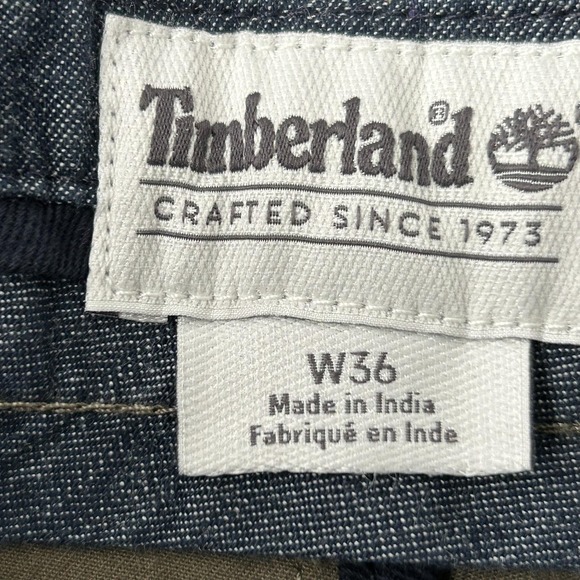 Timberland®
CRAFTED SINCE 1973
W36
Made in India
Fabriqué en Inde